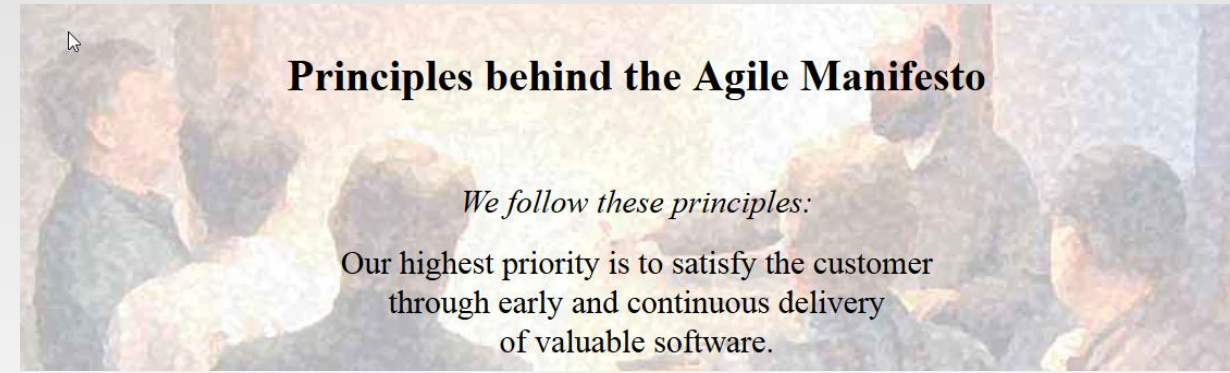 Principles behind the Agile Manifesto
We follow these principles:
Our highest priority is to satisfy the customer
through early and continuous delivery
of valuable software.